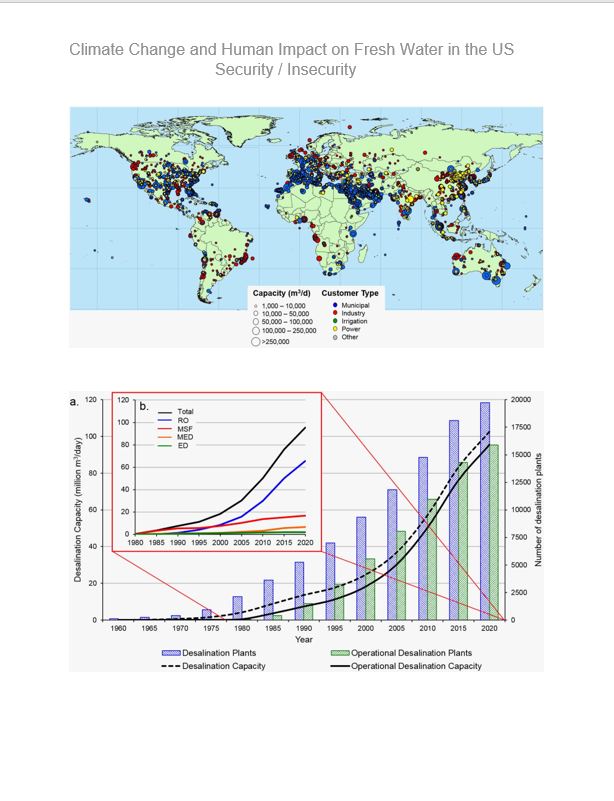 Climate Change and Human Impact on Fresh Water in the US
Security / Insecurity
Capacity (m³/d) Customer Type
1,000 – 10,000 Municipal
10,000 – 50,000 Industry
50,000 – 100,000 Irrigation
100,000 – 250,000 Power
>250,000 Other
a.
b.
Desalination Capacity (million m³/day)
120
100
80
60
40
20
0
120
100
80
60
40
20
0
Total
RO
MSF
MED
ED
1980 1985 1990 1995 2000 2005 2010 2015 2020
20000
17500
15000
12500
10000
7500
5000
2500
0
Number of desalination plants
1960 1965 1970 1975 1980 1985 1990 1995 2000 2005 2010 2015 2020
Year
Desalination Plants Operational Desalination Plants
Desalination Capacity Operational Desalination Capacity